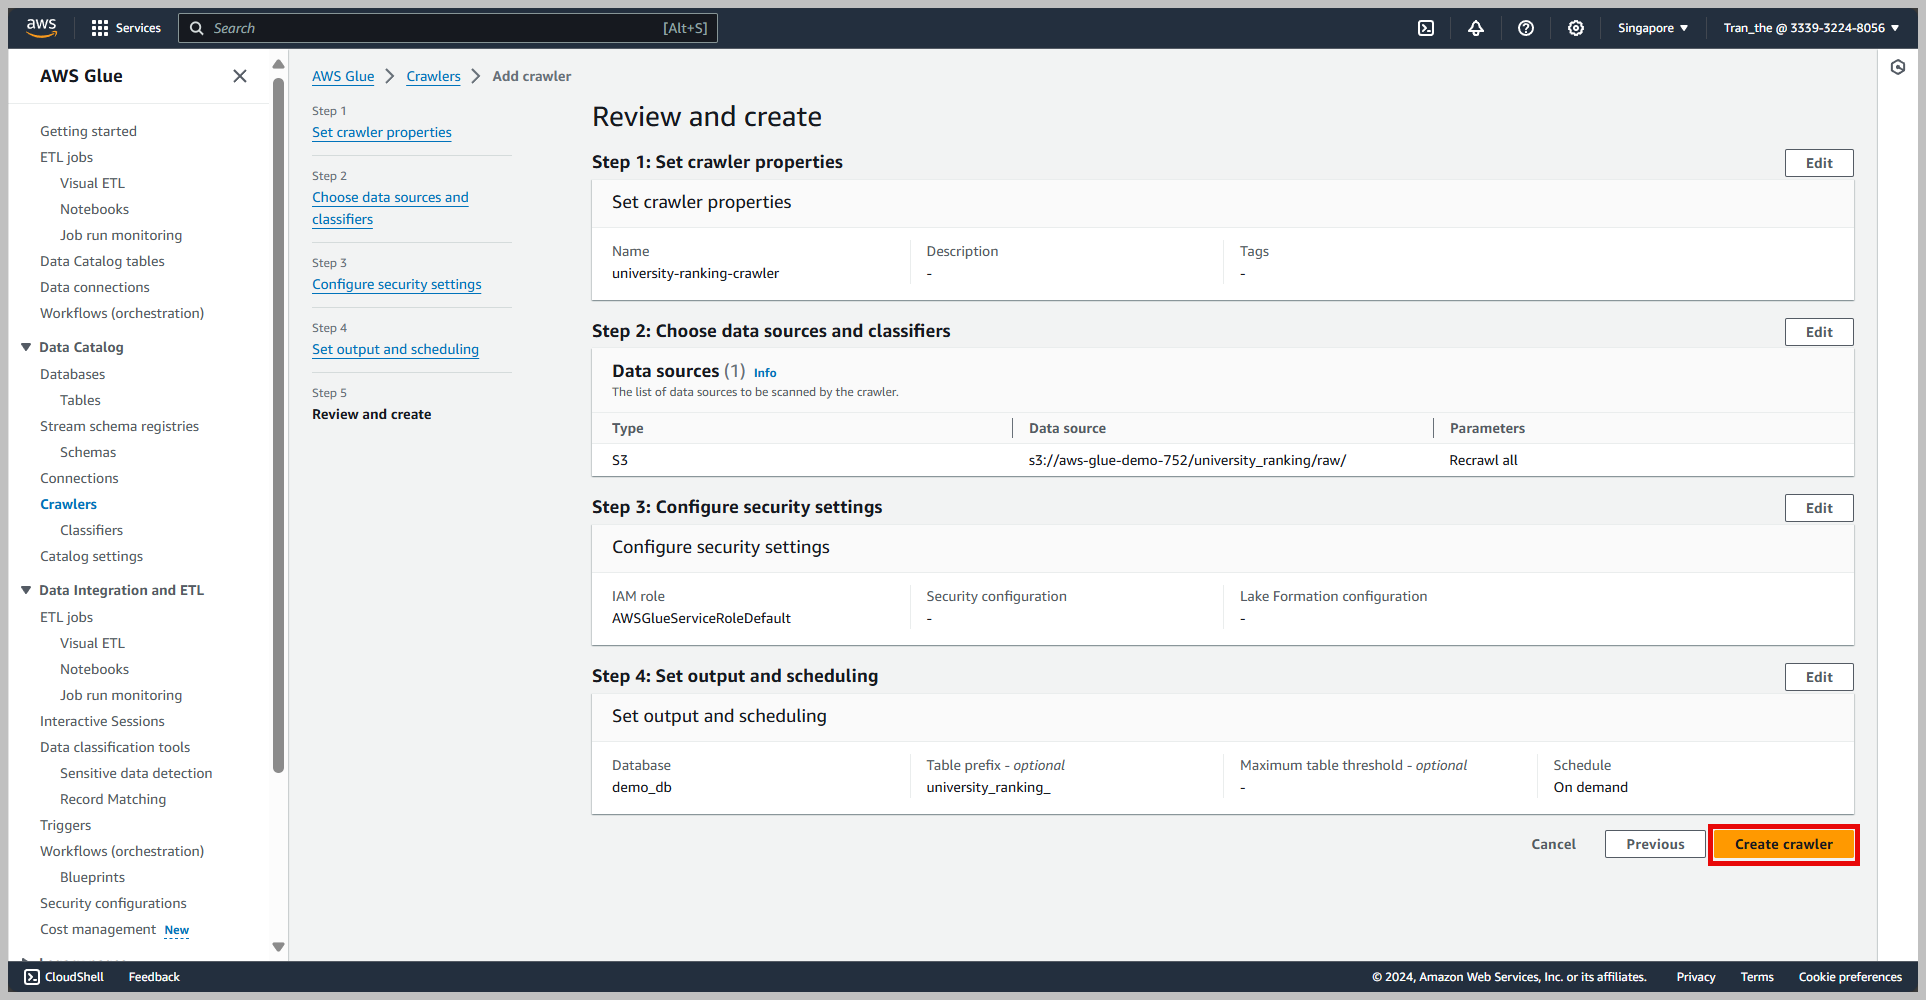 aws
Services
Search
[Alt+S]
Singapore
Tran_the @ 3339-3224-8056
AWS Glue
Getting started
ETL jobs
Visual ETL
Notebooks
Job run monitoring
Data Catalog tables
Data connections
Workflows (orchestration)
Data Catalog
Databases
Tables
Stream schema registries
Schemas
Connections
Crawlers
Classifiers
Catalog settings
Data Integration and ETL
ETL jobs
Visual ETL
Notebooks
Job run monitoring
Interactive Sessions
Data classification tools
Sensitive data detection
Record Matching
Triggers
Workflows (orchestration)
Blueprints
Security configurations
Cost management New
AWS Glue > Crawlers > Add crawler
Step 1
Set crawler properties
Step 2
Choose data sources and
classifiers
Step 3
Configure security settings
Step 4
Set output and scheduling
Step 5
Review and create
Review and create
Step 1: Set crawler properties
Edit
Set crawler properties
Name
university-ranking-crawler
Description
-
Tags
-
Step 2: Choose data sources and classifiers
Edit
Data sources (1) Info
The list of data sources to be scanned by the crawler.
Type Data source Parameters
S3 s3://aws-glue-demo-752/university_ranking/raw/ Recrawl all
Step 3: Configure security settings
Edit
Configure security settings
IAM role
AWSGlueServiceRoleDefault
Security configuration
-
Lake Formation configuration
-
Step 4: Set output and scheduling
Edit
Set output and scheduling
Database
demo_db
Table prefix - optional
university_ranking_
Maximum table threshold - optional
-
Schedule
On demand
Cancel
Previous
Create crawler
CloudShell
Feedback
© 2024, Amazon Web Services, Inc. or its affiliates.
Privacy
Terms
Cookie preferences